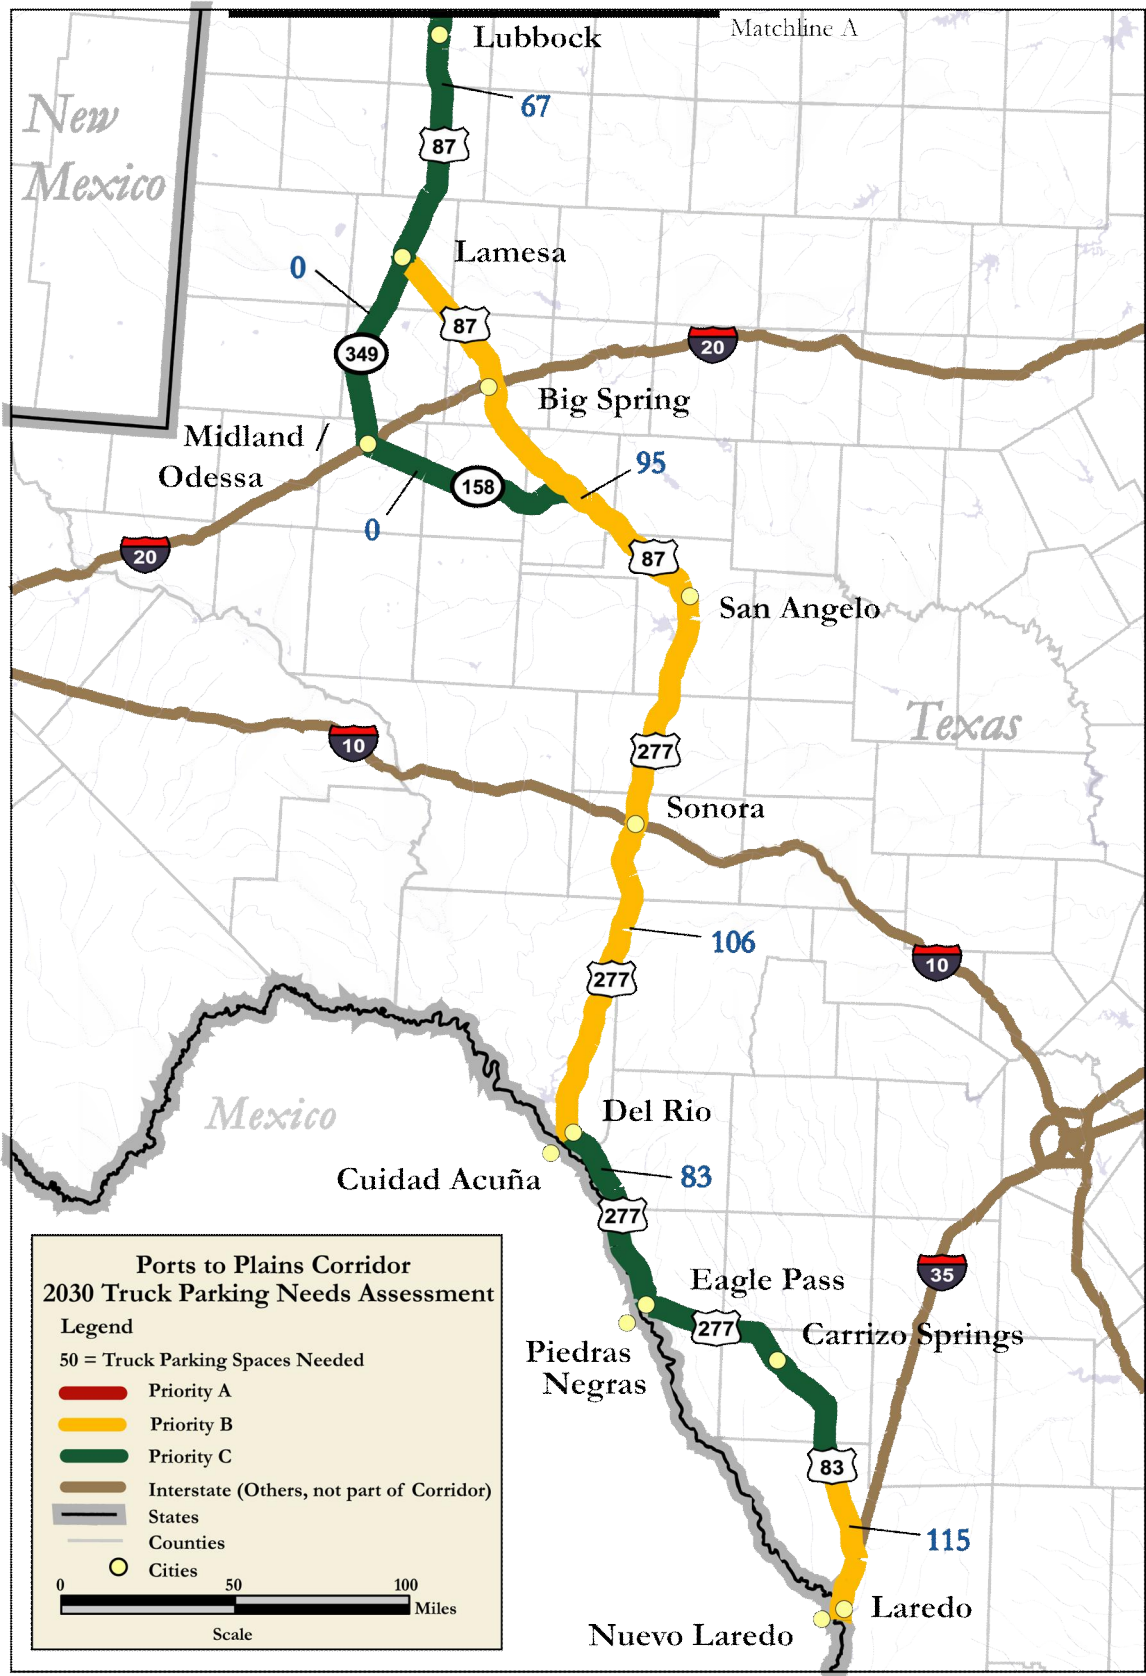 Matchline A
Lubbock
67
New
Mexico
87
Lamesa
0
87
349
20
Big Spring
Midland /
Odessa
95
158
0
20
87
San Angelo
Texas
277
10
Sonora
106
10
277
Mexico
Del Rio
Cuidad Acuña
83
277
Eagle Pass
35
277
Carrizo Springs
Piedras
Negras
83
115
Laredo
Nuevo Laredo
Ports to Plains Corridor
2030 Truck Parking Needs Assessment
Legend
50 = Truck Parking Spaces Needed
Priority A
Priority B
Priority C
Interstate (Others, not part of Corridor)
States
Counties
Cities
0 50 100
Miles
Scale